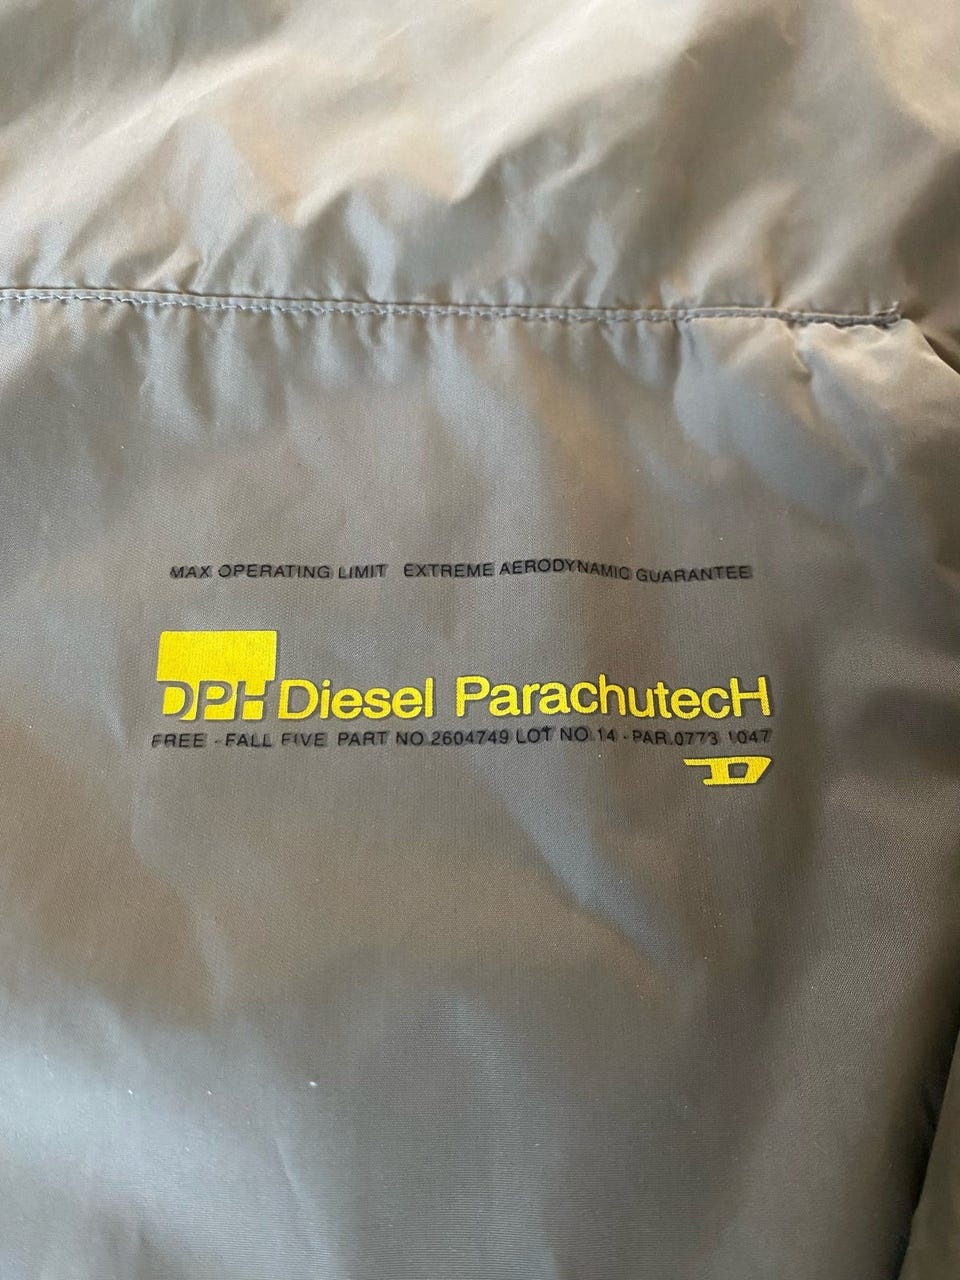 MAX OPERATING LIMIT EXTREME AERODYNAMIC GUARANTEE
DPH Diesel ParachutecH
FREE - FALL FIVE PART NO.2604749 LOT NO.14 - PAR.0773 1047
D